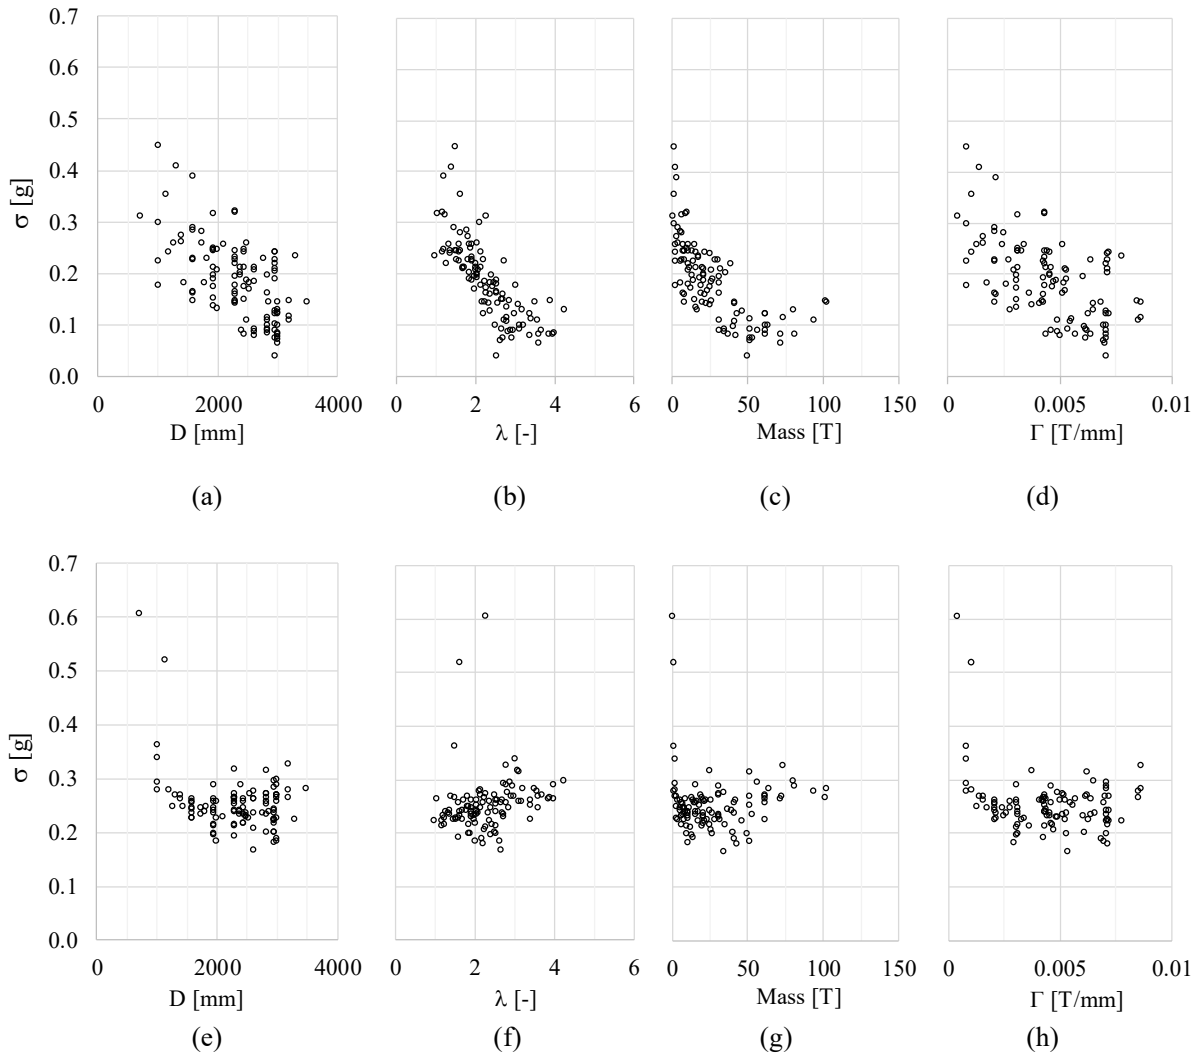 0.7
0.6
0.5
0.4
0.3
0.2
0.1
0.0
σ [g]
0 2000 4000 0 2 4 6 0 50 100 150 0 0.005 0.01
D [mm] λ [-] Mass [T] Γ [T/mm]
(a) (b) (c) (d)
0.7
0.6
0.5
0.4
0.3
0.2
0.1
0.0
σ [g]
0 2000 4000 0 2 4 6 0 50 100 150 0 0.005 0.01
D [mm] λ [-] Mass [T] Γ [T/mm]
(e) (f) (g) (h)